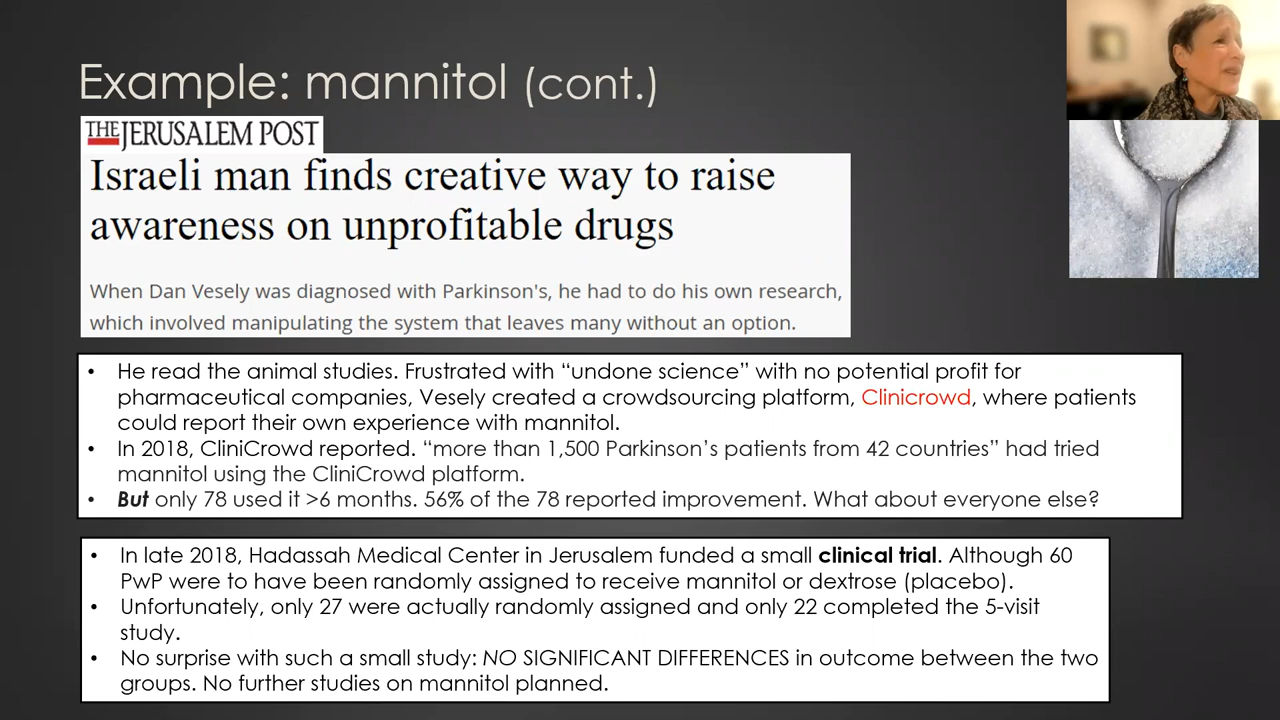 Example: mannitol (cont.)
THE JERUSALEM POST
Israeli man finds creative way to raise
awareness on unprofitable drugs
When Dan Vesely was diagnosed with Parkinson's, he had to do his own research,
which involved manipulating the system that leaves many without an option.
• He read the animal studies. Frustrated with “undone science” with no potential profit for
pharmaceutical companies, Vesely created a crowdsourcing platform, Clinicrowd, where patients
could report their own experience with mannitol.
• In 2018, CliniCrowd reported. “more than 1,500 Parkinson’s patients from 42 countries” had tried
mannitol using the CliniCrowd platform.
• But only 78 used it >6 months. 56% of the 78 reported improvement. What about everyone else?
• In late 2018, Hadassah Medical Center in Jerusalem funded a small clinical trial. Although 60
PwP were to have been randomly assigned to receive mannitol or dextrose (placebo).
• Unfortunately, only 27 were actually randomly assigned and only 22 completed the 5-visit
study.
• No surprise with such a small study: NO SIGNIFICANT DIFFERENCES in outcome between the two
groups. No further studies on mannitol planned.